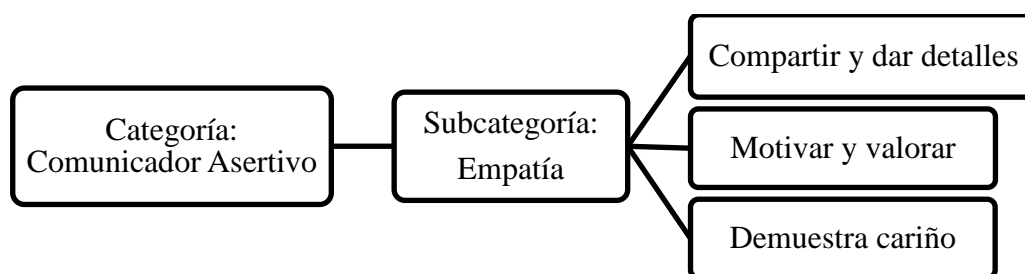 Categoría:
Comunicador Asertivo
Subcategoría:
Empatía
Compartir y dar detalles
Motivar y valorar
Demuestra cariño